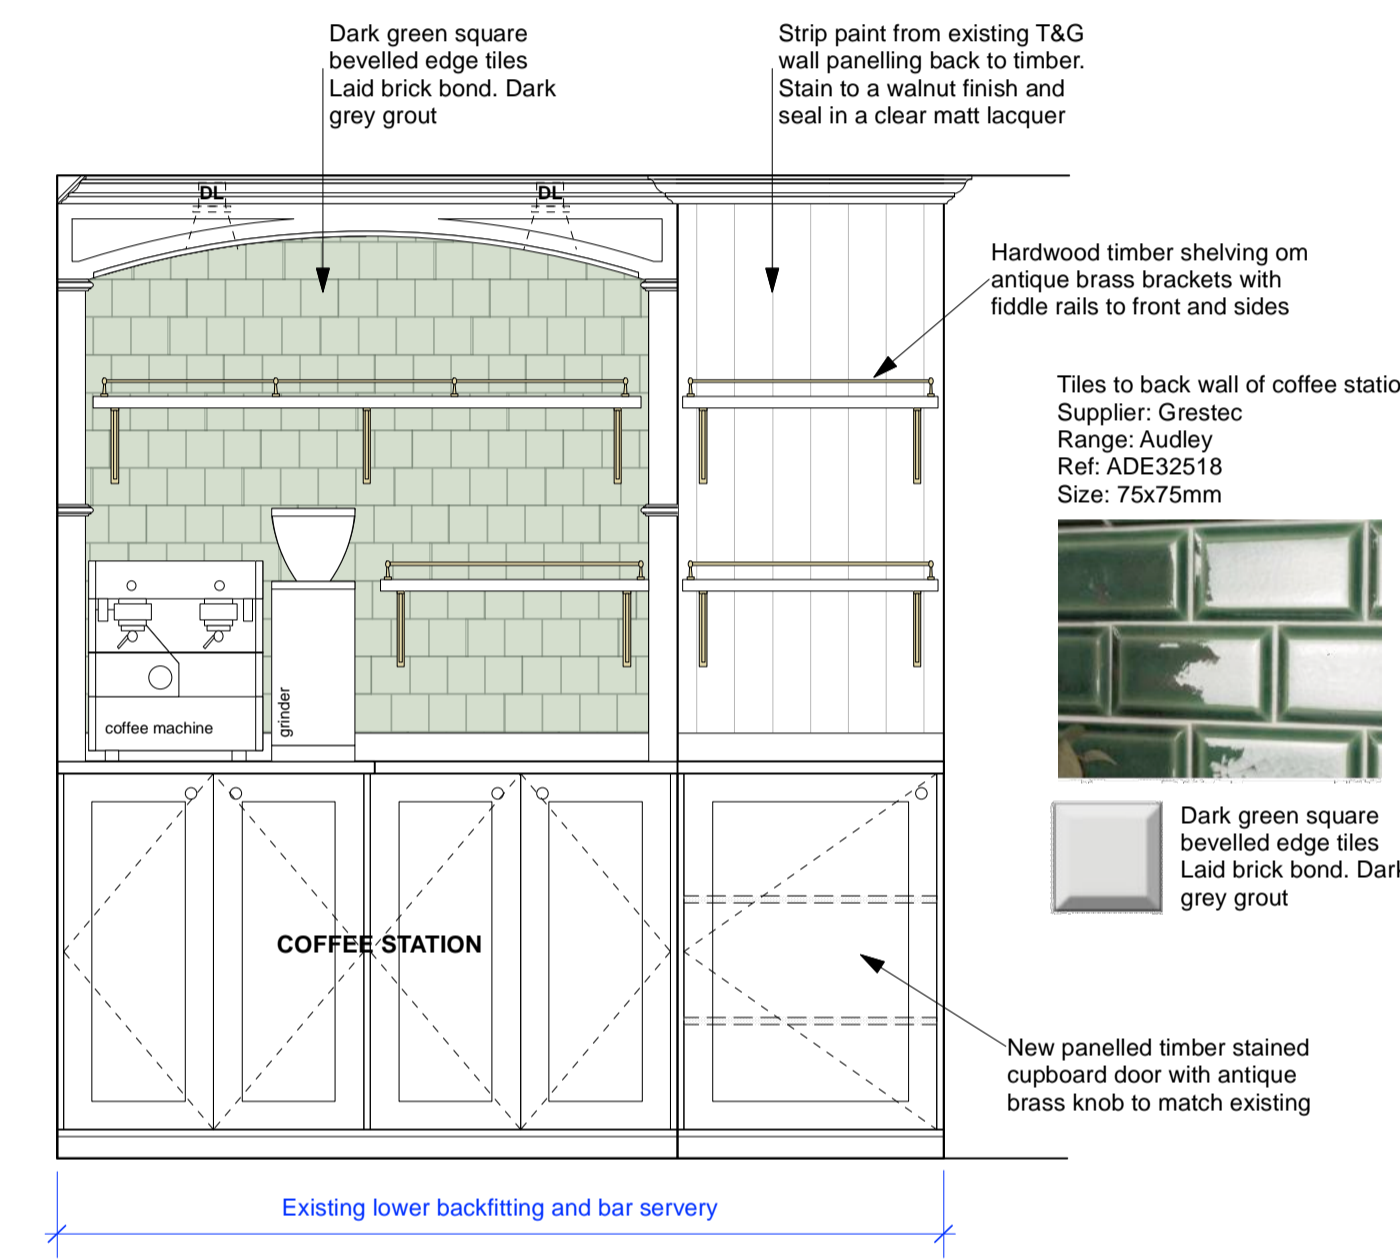 Dark green square
bevelled edge tiles
Laid brick bond. Dark
grey grout
Strip paint from existing T&G
wall panelling back to timber.
Stain to a walnut finish and
seal in a clear matt lacquer
DL
DL
Hardwood timber shelving om
antique brass brackets with
fiddle rails to front and sides
Tiles to back wall of coffee statio
Supplier: Grestec
Range: Audley
Ref: ADE32518
Size: 75x75mm
coffee machine
grinder
Dark green square
bevelled edge tiles
Laid brick bond. Dark
grey grout
COFFEE STATION
New panelled timber stained
cupboard door with antique
brass knob to match existing
Existing lower backfitting and bar servery